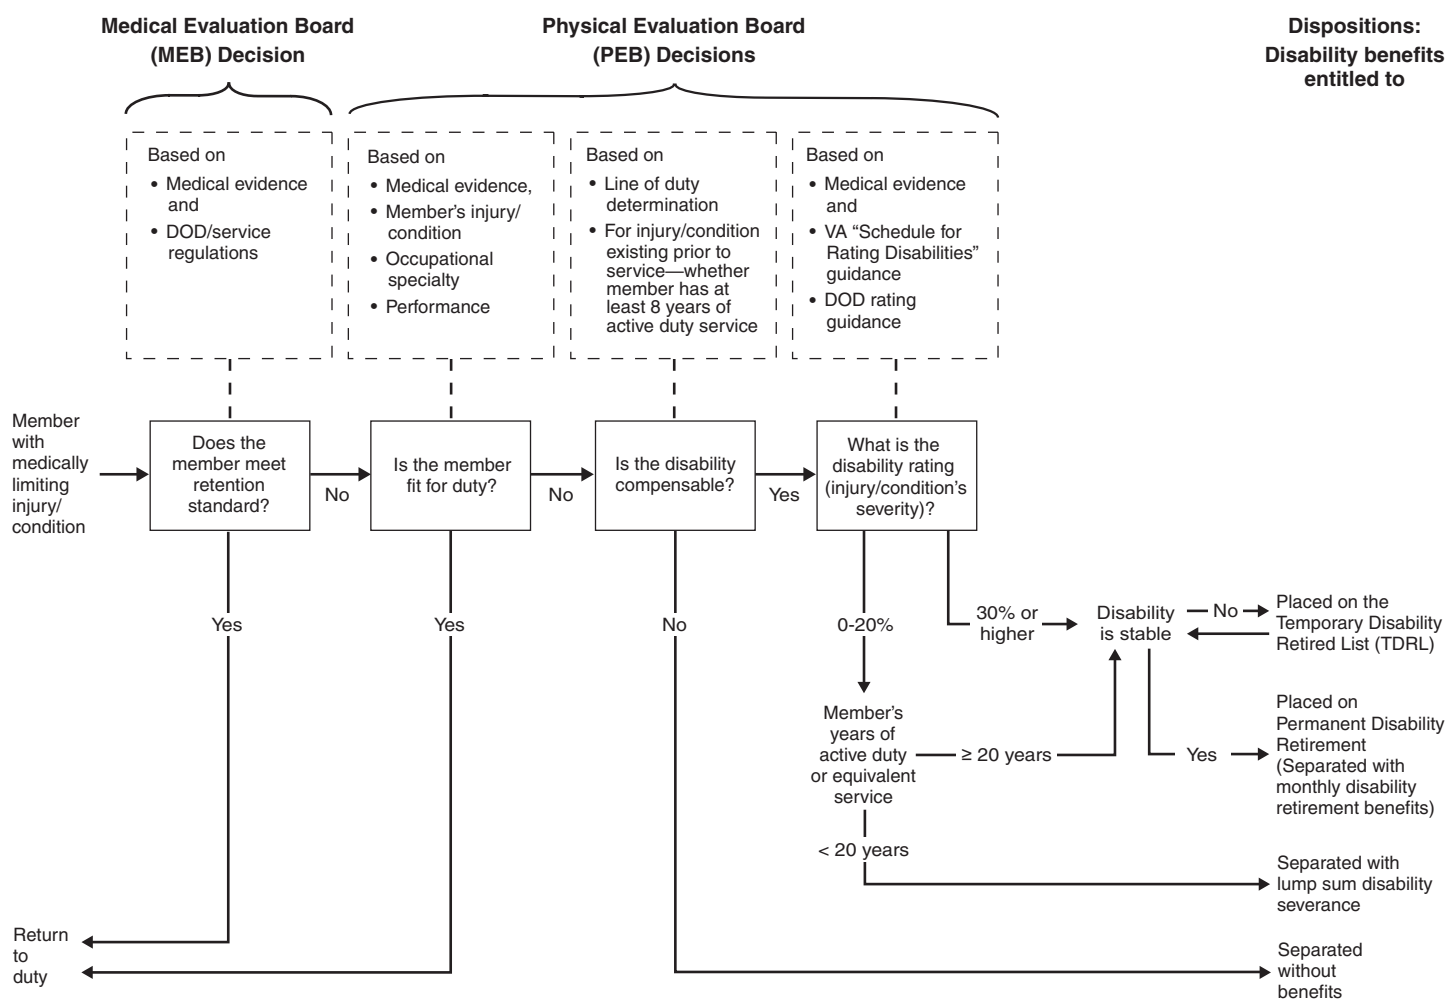 Medical Evaluation Board
(MEB) Decision
Physical Evaluation Board
(PEB) Decisions
Dispositions:
Disability benefits
entitled to
Based on
• Medical evidence
and
• DOD/service
regulations
Based on
• Medical evidence,
• Member's injury/
condition
• Occupational
specialty
• Performance
Based on
• Line of duty
determination
• For injury/condition
existing prior to
service—whether
member has at
least 8 years of
active duty service
Based on
• Medical evidence
and
• VA “Schedule for
Rating Disabilities”
guidance
• DOD rating
guidance
Member
with
medically
limiting
injury/
condition
Does the
member meet
retention
standard?
No
Is the member
fit for duty?
No
Is the disability
compensable?
Yes
What is the
disability rating
(injury/condition's
severity)?
Yes
Yes
No
0-20%
30% or
higher
Disability
is stable
No
Placed on the
Temporary Disability
Retired List (TDRL)
Member's
years of
active duty
or equivalent
service
≥ 20 years
Yes
Placed on
Permanent Disability
Retirement
(Separated with
monthly disability
retirement benefits)
< 20 years
Separated with
lump sum disability
severance
Return
to
duty
Separated
without
benefits